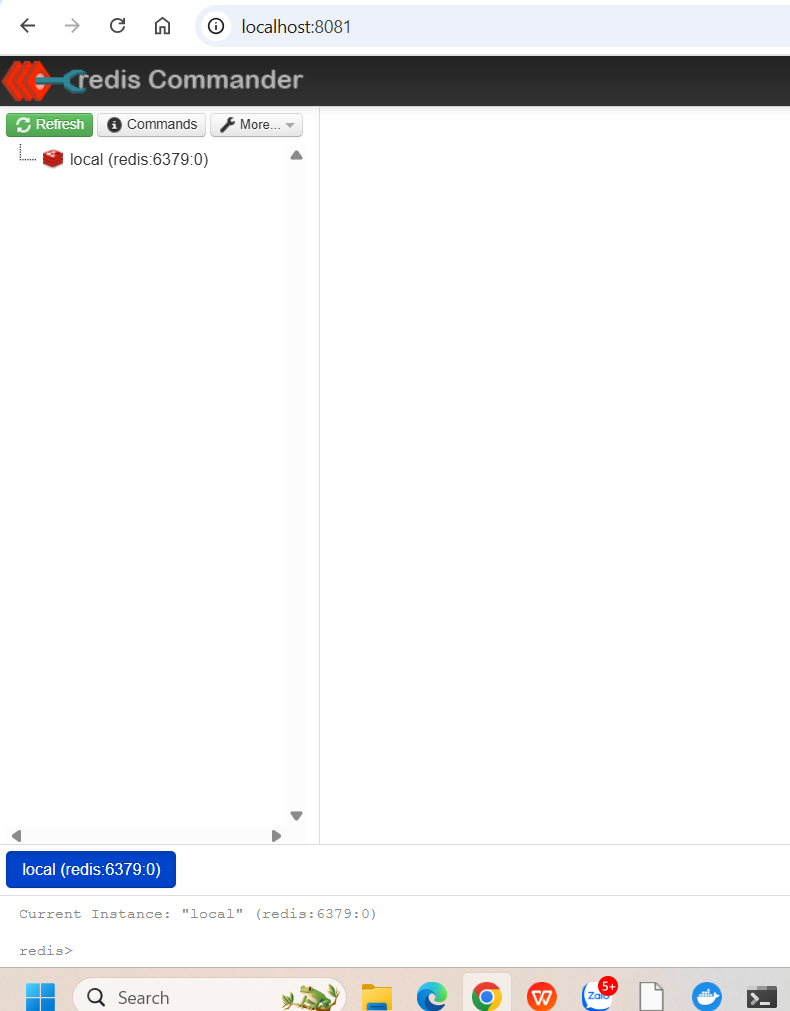 localhost:8081
redis Commander
Refresh Commands More...
local (redis:6379:0)
local (redis:6379:0)
Current Instance: "local" (redis:6379:0)
redis>
Search
W
Zalo
5+